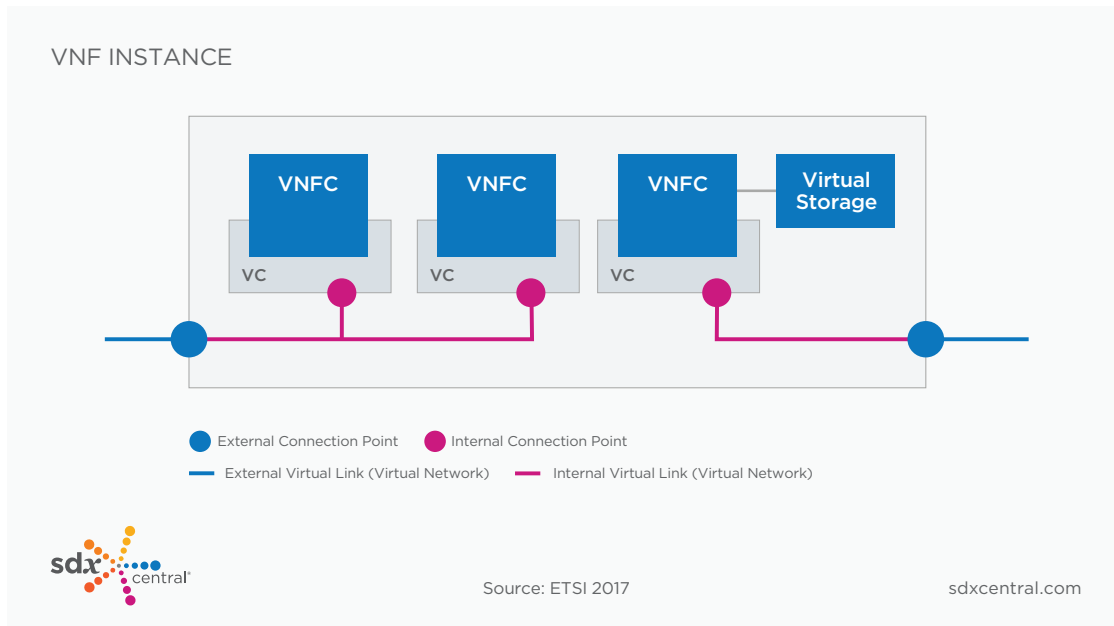 VNF INSTANCE
VNFC
VNFC
VNFC
Virtual
Storage
VC
VC
VC
External Connection Point
Internal Connection Point
External Virtual Link (Virtual Network)
Internal Virtual Link (Virtual Network)
sdx
central®
Source: ETSI 2017
sdxcentral.com